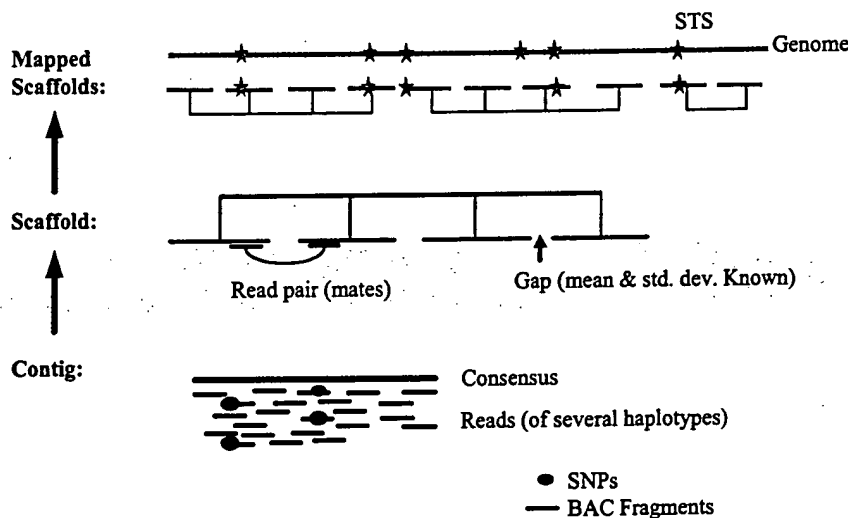 STS
Genome
Mapped
Scaffolds:
Scaffold:
Read pair (mates)
Gap (mean & std. dev. Known)
Contig:
Consensus
Reads (of several haplotypes)
SNPs
BAC Fragments